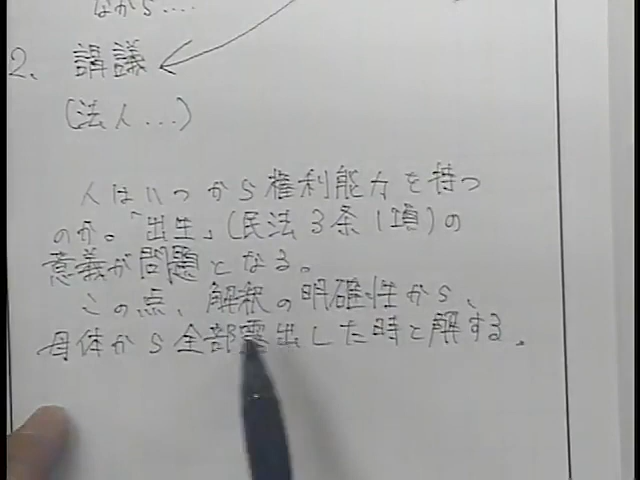 ながら....
2. 講議
(法人...)
人はいつから権利能力を持つ
のか。「出生」(民法3条1項)の
意義が問題となる。
この点、解釈の明確性から、
母体から全部露出した時と解する。